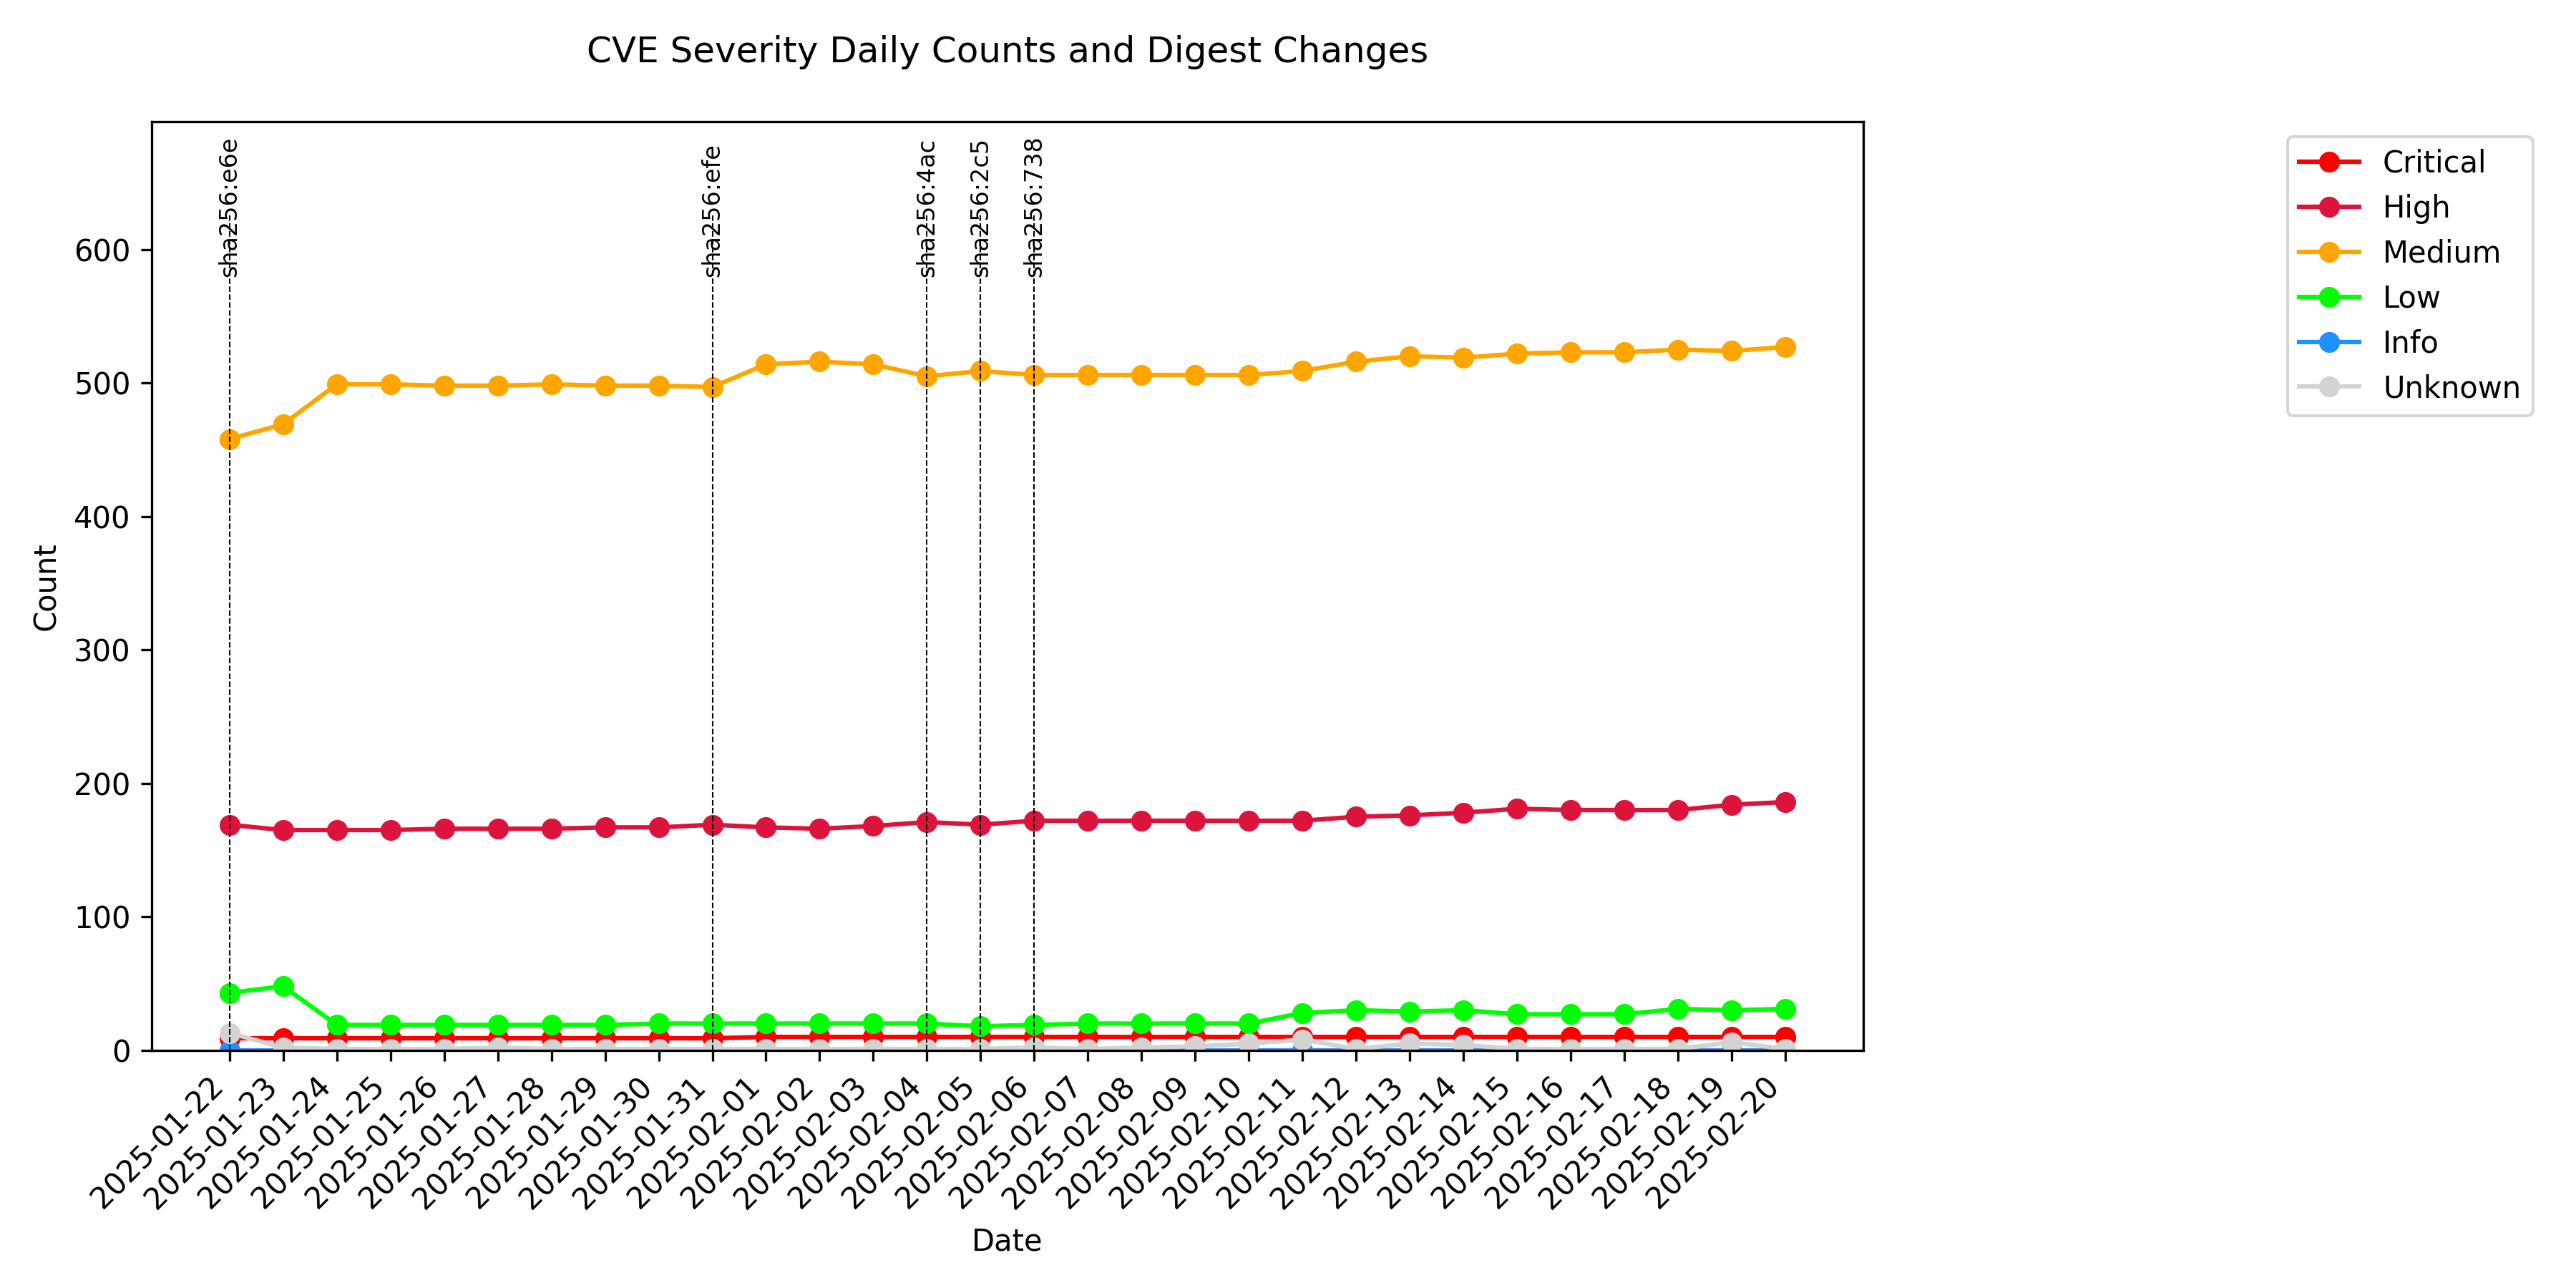 CVE Severity Daily Counts and Digest Changes
sha256:e6e
sha256:efe
sha256:4ac
sha256:2c5
sha256:738
Critical
High
Medium
Low
Info
Unknown
Count
600
500
400
300
200
100
0
2025-01-22
2025-01-23
2025-01-24
2025-01-25
2025-01-26
2025-01-27
2025-01-28
2025-01-29
2025-01-30
2025-01-31
2025-02-01
2025-02-02
2025-02-03
2025-02-04
2025-02-05
2025-02-06
2025-02-07
2025-02-08
2025-02-09
2025-02-10
2025-02-11
2025-02-12
2025-02-13
2025-02-14
2025-02-15
2025-02-16
2025-02-17
2025-02-18
2025-02-19
2025-02-20
Date